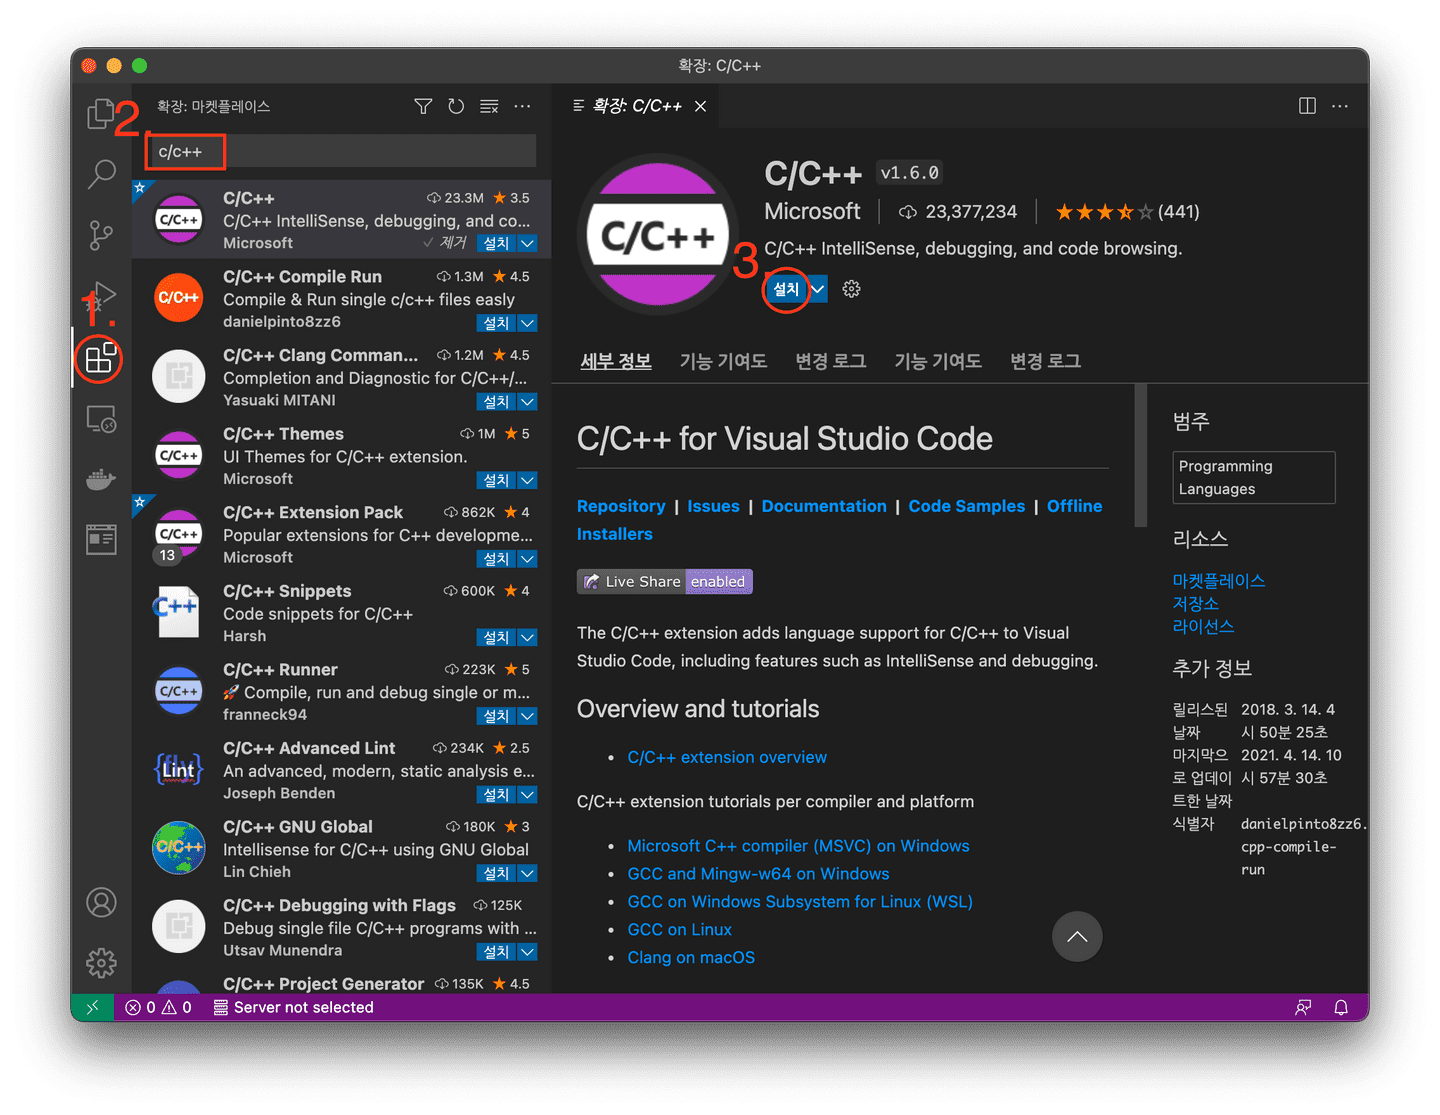 확장: C/C++
확장: 마켓플레이스
2.
c/c++
C/C++ 23.3M ★ 3.5
C/C++ IntelliSense, debugging, and co...
Microsoft ✓ 제거 설치
C/C++
C/C++ Compile Run 1.3M ★ 4.5
Compile & Run single c/c++ files easily
danielpinto8zz6 설치
C/C++
1.
C/C++ Clang Comman... 1.2M ★ 4.5
Completion and Diagnostic for C/C++/...
Yasuaki MITANI 설치
C/C++ Themes 1M ★ 5
UI Themes for C/C++ extension.
Microsoft 설치
C/C++
C/C++ Extension Pack 862K ★ 4
Popular extensions for C++ developme...
Microsoft 설치
C/C++
13
C/C++ Snippets 600K ★ 4
Code snippets for C/C++
Harsh 설치
C++
C/C++ Runner 223K ★ 5
🚀 Compile, run and debug single or m...
franneck94 설치
C/C++
C/C++ Advanced Lint 234K ★ 2.5
An advanced, modern, static analysis e...
Joseph Benden 설치
{fly
Lint}
C/C++ GNU Global 180K ★ 3
Intellisense for C/C++ using GNU Global
Lin Chieh 설치
C/C++
C/C++ Debugging with Flags 125K
Debug single file C/C++ programs with ...
Utsav Munendra 설치
C/C++ Project Generator 135K ★ 4.5
확장: C/C++
C/C++
C/C++ v1.6.0
Microsoft | 23,377,234 | (441)
C/C++ IntelliSense, debugging, and code browsing.
3.
설치
세부 정보 기능 기여도 변경 로그 기능 기여도 변경 로그
C/C++ for Visual Studio Code
Repository | Issues | Documentation | Code Samples | Offline
Installers
Live Share enabled
The C/C++ extension adds language support for C/C++ to Visual
Studio Code, including features such as IntelliSense and debugging.
Overview and tutorials
• C/C++ extension overview
C/C++ extension tutorials per compiler and platform
• Microsoft C++ compiler (MSVC) on Windows
• GCC and Mingw-w64 on Windows
• GCC on Windows Subsystem for Linux (WSL)
• GCC on Linux
• Clang on macOS
범주
Programming
Languages
리소스
마켓플레이스
저장소
라이선스
추가 정보
릴리스된 2018. 3. 14. 4
날짜 시 50분 25초
마지막으 2021. 4. 14. 10
로 업데이 시 57분 30초
트한 날짜
식별자 danielpinto8zz6.
cpp-compile-
run
0 0 Server not selected